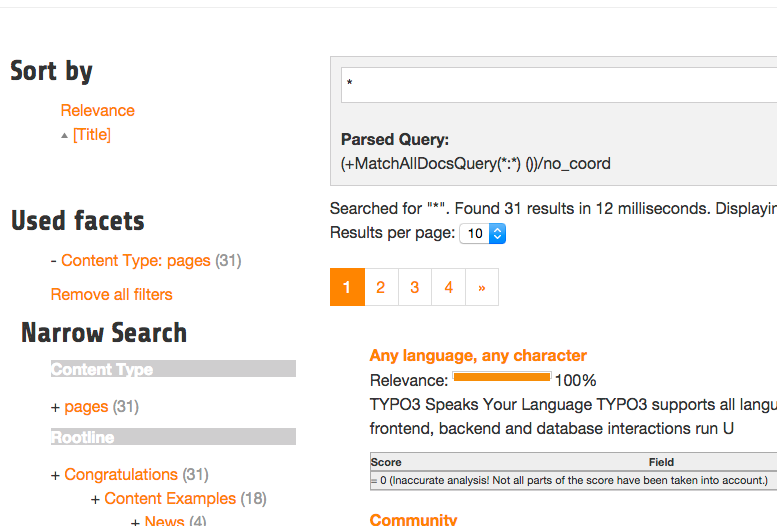 Sort by
Relevance
[Title]
Used facets
- Content Type: pages (31)
Remove all filters
Narrow Search
Content Type
+ pages (31)
Rootline
+ Congratulations (31)
+ Content Examples (18)
+ News (4)
*
Parsed Query:
(+MatchAllDocsQuery(*:*) ())/no_coord
Searched for "*". Found 31 results in 12 milliseconds. Displayin
Results per page: 10
1 2 3 4 »
Any language, any character
Relevance: 100%
TYPO3 Speaks Your Language TYPO3 supports all langu
frontend, backend and database interactions run U
Score Field
= 0 (Inaccurate analysis! Not all parts of the score have been taken into account.)
Community